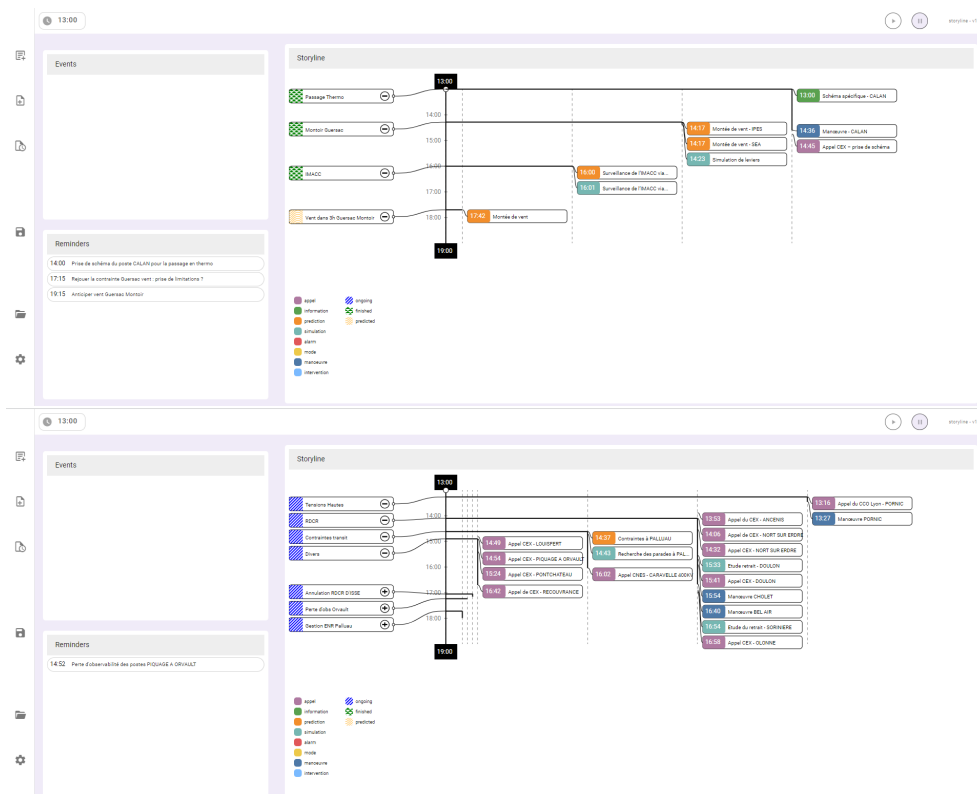 13:00
storyline - v1
Events
Storyline
13:00
Passage Thermo
13:00 Schéma spécifique - CALAN
14:00
Montoir Guersac
14:17 Montée de vent - IPES
14:36 Manœuvre - CALAN
15:00
14:17 Montée de vent - SEA
14:45 Appel CEX – prise de schéma
14:23 Simulation de leviers
16:00
IMACC
16:00 Surveillance de l'IMACC via...
16:01 Surveillance de l'IMACC via...
17:00
Vent dans 3h Guersac Montoir
18:00
17:42 Montée de vent
19:00
Reminders
14:00 Prise de schéma du poste CALAN pour la passage en thermo
17:15 Rejouer la contrainte Guersac vent : prise de limitations ?
19:15 Anticiper vent Guersac Montoir
appel
ongoing
information
finished
prediction
predicted
simulation
alarm
mode
manoeuvre
intervention
13:00
storyline - v1
Events
Storyline
13:00
Tensions Hautes
13:16 Appel du CCO Lyon - PORNIC
14:00
RDCR
13:53 Appel du CEX - ANCENIS
13:27 Manœuvre PORNIC
Contraintes transit
14:37 Contraintes à PALLUAU
14:06 Appel de CEX - NORT SUR ERDRE
15:00
14:49 Appel CEX - LOUISFERT
14:43 Recherche des parades à PAL...
14:32 Appel CEX - NORT SUR ERDRE
Divers
14:54 Appel CEX - PIQUAGE A ORVAULT
15:33 Etude retrait - DOULON
16:00
15:24 Appel CEX - PONTCHATEAU
16:02 Appel CNES - CARAVELLE 400KV
15:41 Appel CEX - DOULON
Annulation RDCR D'ISSE
17:00
16:42 Appel de CEX - RECOUVRANCE
15:54 Manœuvre CHOLET
Perte d'obs Orvault
16:40 Manœuvre BEL AIR
Gestion ENR Palluau
18:00
16:54 Etude du retrait - SORINIERE
16:58 Appel CEX - OLONNE
19:00
Reminders
14:52 Perte d'observabilité des postes PIQUAGE A ORVAULT
appel
ongoing
information
finished
prediction
predicted
simulation
alarm
mode
manoeuvre
intervention